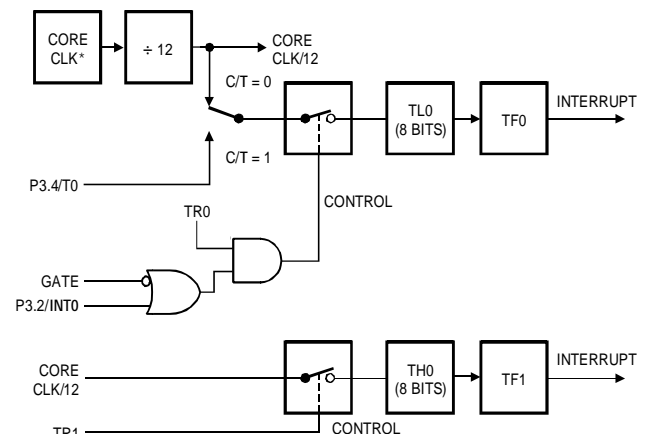 CORE
CLK*
÷ 12
CORE
CLK/12
C/T = 0
TL0
(8 BITS)
TF0
INTERRUPT
C/T = 1
P3.4/T0
CONTROL
TR0
GATE
P3.2/INT0
CORE
CLK/12
TH0
(8 BITS)
TF1
INTERRUPT
TR1
CONTROL